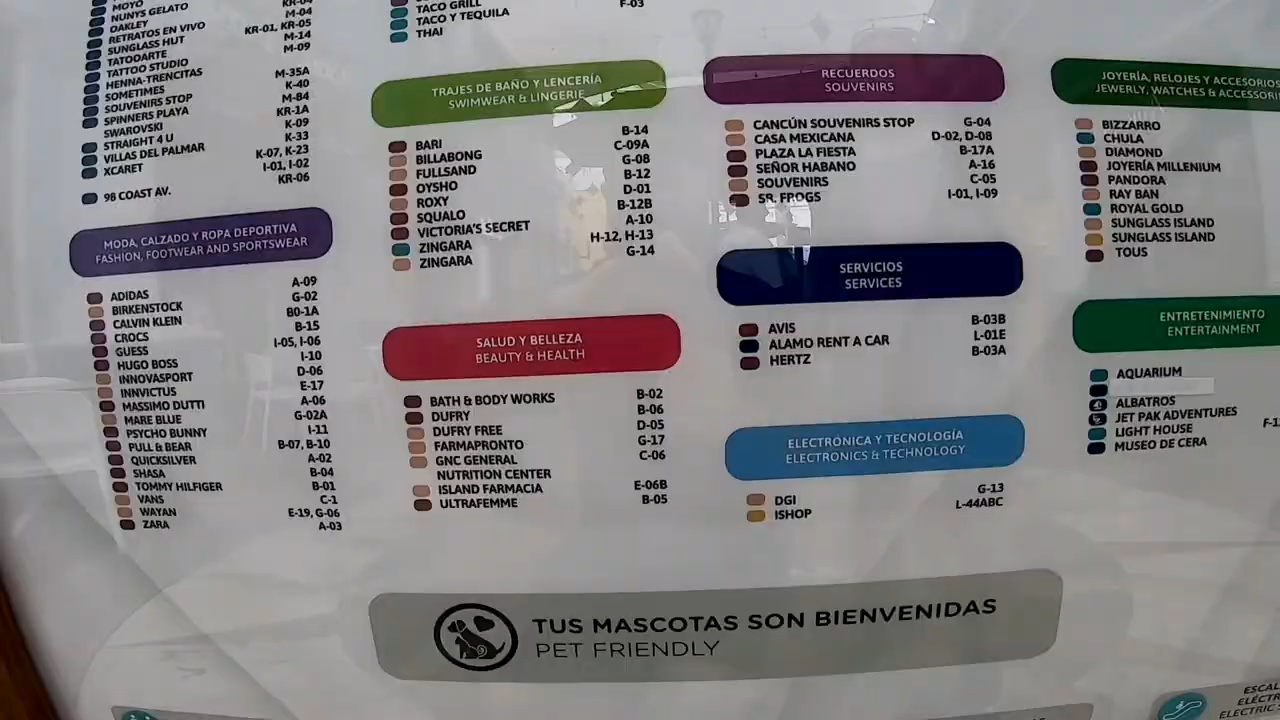 MOYO KR-04
NUNYS GELATO M-04
OAKLEY KR-01, KR-05
RETRATOS EN VIVO M-14
SUNGLASS HUT M-09
TATOOARTE
TATTOO STUDIO
HENNA-TRENCITAS M-35A
SOMETIMES K-40
SOUVENIRS STOP M-84
SPINNERS PLAYA KR-1A
SWAROVSKI K-09
STRAIGHT 4 U K-33
VILLAS DEL PALMAR K-07, K-23
XCARET I-01, I-02
KR-06
98 COAST AV.
MODA, CALZADO Y ROPA DEPORTIVA
FASHION, FOOTWEAR AND SPORTSWEAR
ADIDAS A-09
BIRKENSTOCK G-02
CALVIN KLEIN B0-1A
CROCS B-15
GUESS I-05, I-06
HUGO BOSS I-10
INNOVASPORT D-06
INNVICTUS E-17
MASSIMO DUTTI A-06
MARE BLUE G-02A
PSYCHO BUNNY I-11
PULL & BEAR B-07, B-10
QUICKSILVER A-02
SHASA B-04
TOMMY HILFIGER B-01
VANS C-1
WAYAN E-19, G-06
ZARA A-03
TACO GRILL F-03
TACO Y TEQUILA
THAI
TRAJES DE BAÑO Y LENCERÍA
SWIMWEAR & LINGERIE
BARI B-14
BILLABONG C-09A
FULLSAND G-08
OYSHO B-12
ROXY D-01
SQUALO B-12B
VICTORIA'S SECRET A-10
ZINGARA H-12, H-13
ZINGARA G-14
SALUD Y BELLEZA
BEAUTY & HEALTH
BATH & BODY WORKS B-02
DUFRY B-06
DUFRY FREE D-05
FARMAPRONTO G-17
GNC GENERAL C-06
NUTRITION CENTER
ISLAND FARMACIA E-06B
ULTRAFEMME B-05
RECUERDOS
SOUVENIRS
CANCÚN SOUVENIRS STOP G-04
CASA MEXICANA D-02, D-08
PLAZA LA FIESTA B-17A
SEÑOR HABANO A-16
SOUVENIRS C-05
SR. FROGS I-01, I-09
SERVICIOS
SERVICES
AVIS B-03B
ALAMO RENT A CAR L-01E
HERTZ B-03A
ELECTRÓNICA Y TECNOLOGÍA
ELECTRONICS & TECHNOLOGY
DGI G-13
ISHOP L-44ABC
JOYERÍA, RELOJES Y ACCESORIOS
JEWERLY, WATCHES & ACCESSO
BIZZARRO
CHULA
DIAMOND
JOYERÍA MILLENIUM
PANDORA
RAY BAN
ROYAL GOLD
SUNGLASS ISLAND
SUNGLASS ISLAND
TOUS
ENTRETENIMIENTO
ENTERTAINMENT
AQUARIUM
ALBATROS
JET PAK ADVENTURES
LIGHT HOUSE
MUSEO DE CERA
TUS MASCOTAS SON BIENVENIDAS
PET FRIENDLY
ELECTRIC